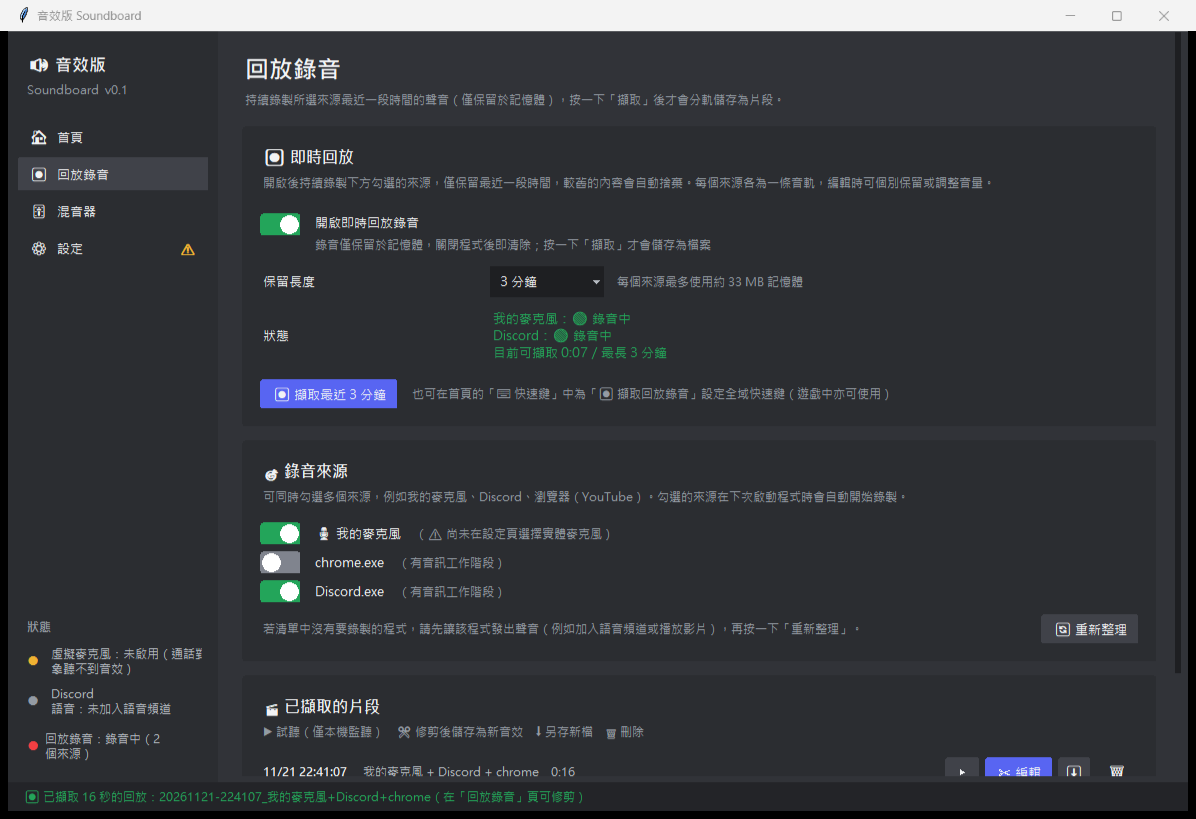 音效版 Soundboard
音效版
Soundboard v0.1
首頁
回放錄音
混音器
設定
狀態
虛擬麥克風：未啟用（通話對
象聽不到音效）
Discord
語音：未加入語音頻道
回放錄音：錄音中（2
個來源）
回放錄音
持續錄製所選來源最近一段時間的聲音（僅保留於記憶體），按一下「擷取」後才會分軌儲存為片段。
即時回放
開啟後持續錄製下方勾選的來源，僅保留最近一段時間，較舊的內容會自動捨棄。每個來源各為一條音軌，編輯時可個別保留或調整音量。
開啟即時回放錄音
錄音僅保留於記憶體，關閉程式後即清除；按一下「擷取」才會儲存為檔案
保留長度
3 分鐘
每個來源最多使用約 33 MB 記憶體
狀態
我的麥克風： 錄音中
Discord： 錄音中
目前可擷取 0:07 / 最長 3 分鐘
擷取最近 3 分鐘
也可在首頁的「⌨ 快速鍵」中為「⏺ 擷取回放錄音」設定全域快速鍵（遊戲中亦可使用）
錄音來源
可同時勾選多個來源，例如我的麥克風、Discord、瀏覽器（YouTube）。勾選的來源在下次啟動程式時會自動開始錄製。
我的麥克風 （⚠ 尚未在設定頁選擇實體麥克風）
chrome.exe （有音訊工作階段）
Discord.exe （有音訊工作階段）
若清單中沒有要錄製的程式，請先讓該程式發出聲音（例如加入語音頻道或播放影片），再按一下「重新整理」。
重新整理
已擷取的片段
▶ 試聽（僅本機監聽） ✂ 修剪後儲存為新音效 ⬇ 另存新檔 🗑 刪除
11/21 22:41:07 我的麥克風 + Discord + chrome 0:16
編輯
已擷取 16 秒的回放：20261121-224107_我的麥克風+Discord+chrome（在「回放錄音」頁可修剪）